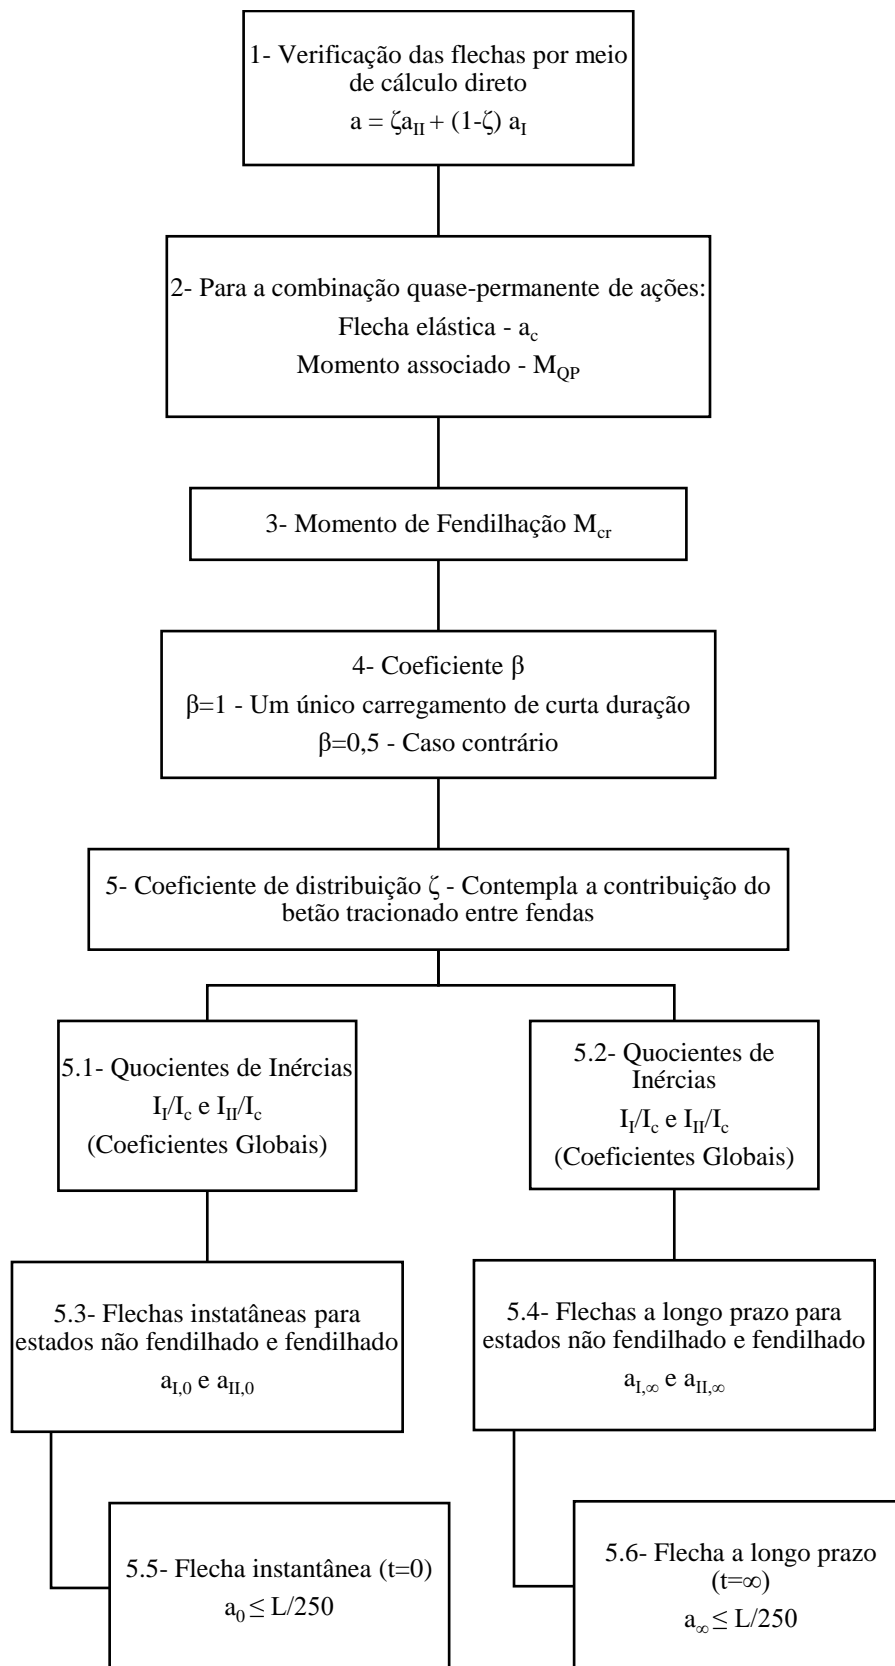 1- Verificação das flechas por meio
de cálculo direto
a = ζa_II + (1-ζ) a_I
2- Para a combinação quase-permanente de ações:
Flecha elástica - a_c
Momento associado - M_QP
3- Momento de Fendilhação M_cr
4- Coeficiente β
β=1 - Um único carregamento de curta duração
β=0,5 - Caso contrário
5- Coeficiente de distribuição ζ - Contempla a contribuição do
betão tracionado entre fendas
5.1- Quocientes de Inércias
I_I/I_c e I_II/I_c
(Coeficientes Globais)
5.2- Quocientes de
Inércias
I_I/I_c e I_II/I_c
(Coeficientes Globais)
5.3- Flechas instatâneas para
estados não fendilhado e fendilhado
a_I,0 e a_II,0
5.4- Flechas a longo prazo para
estados não fendilhado e fendilhado
a_I,∞ e a_II,∞
5.5- Flecha instantânea (t=0)
a_0 ≤ L/250
5.6- Flecha a longo prazo
(t=∞)
a_∞ ≤ L/250